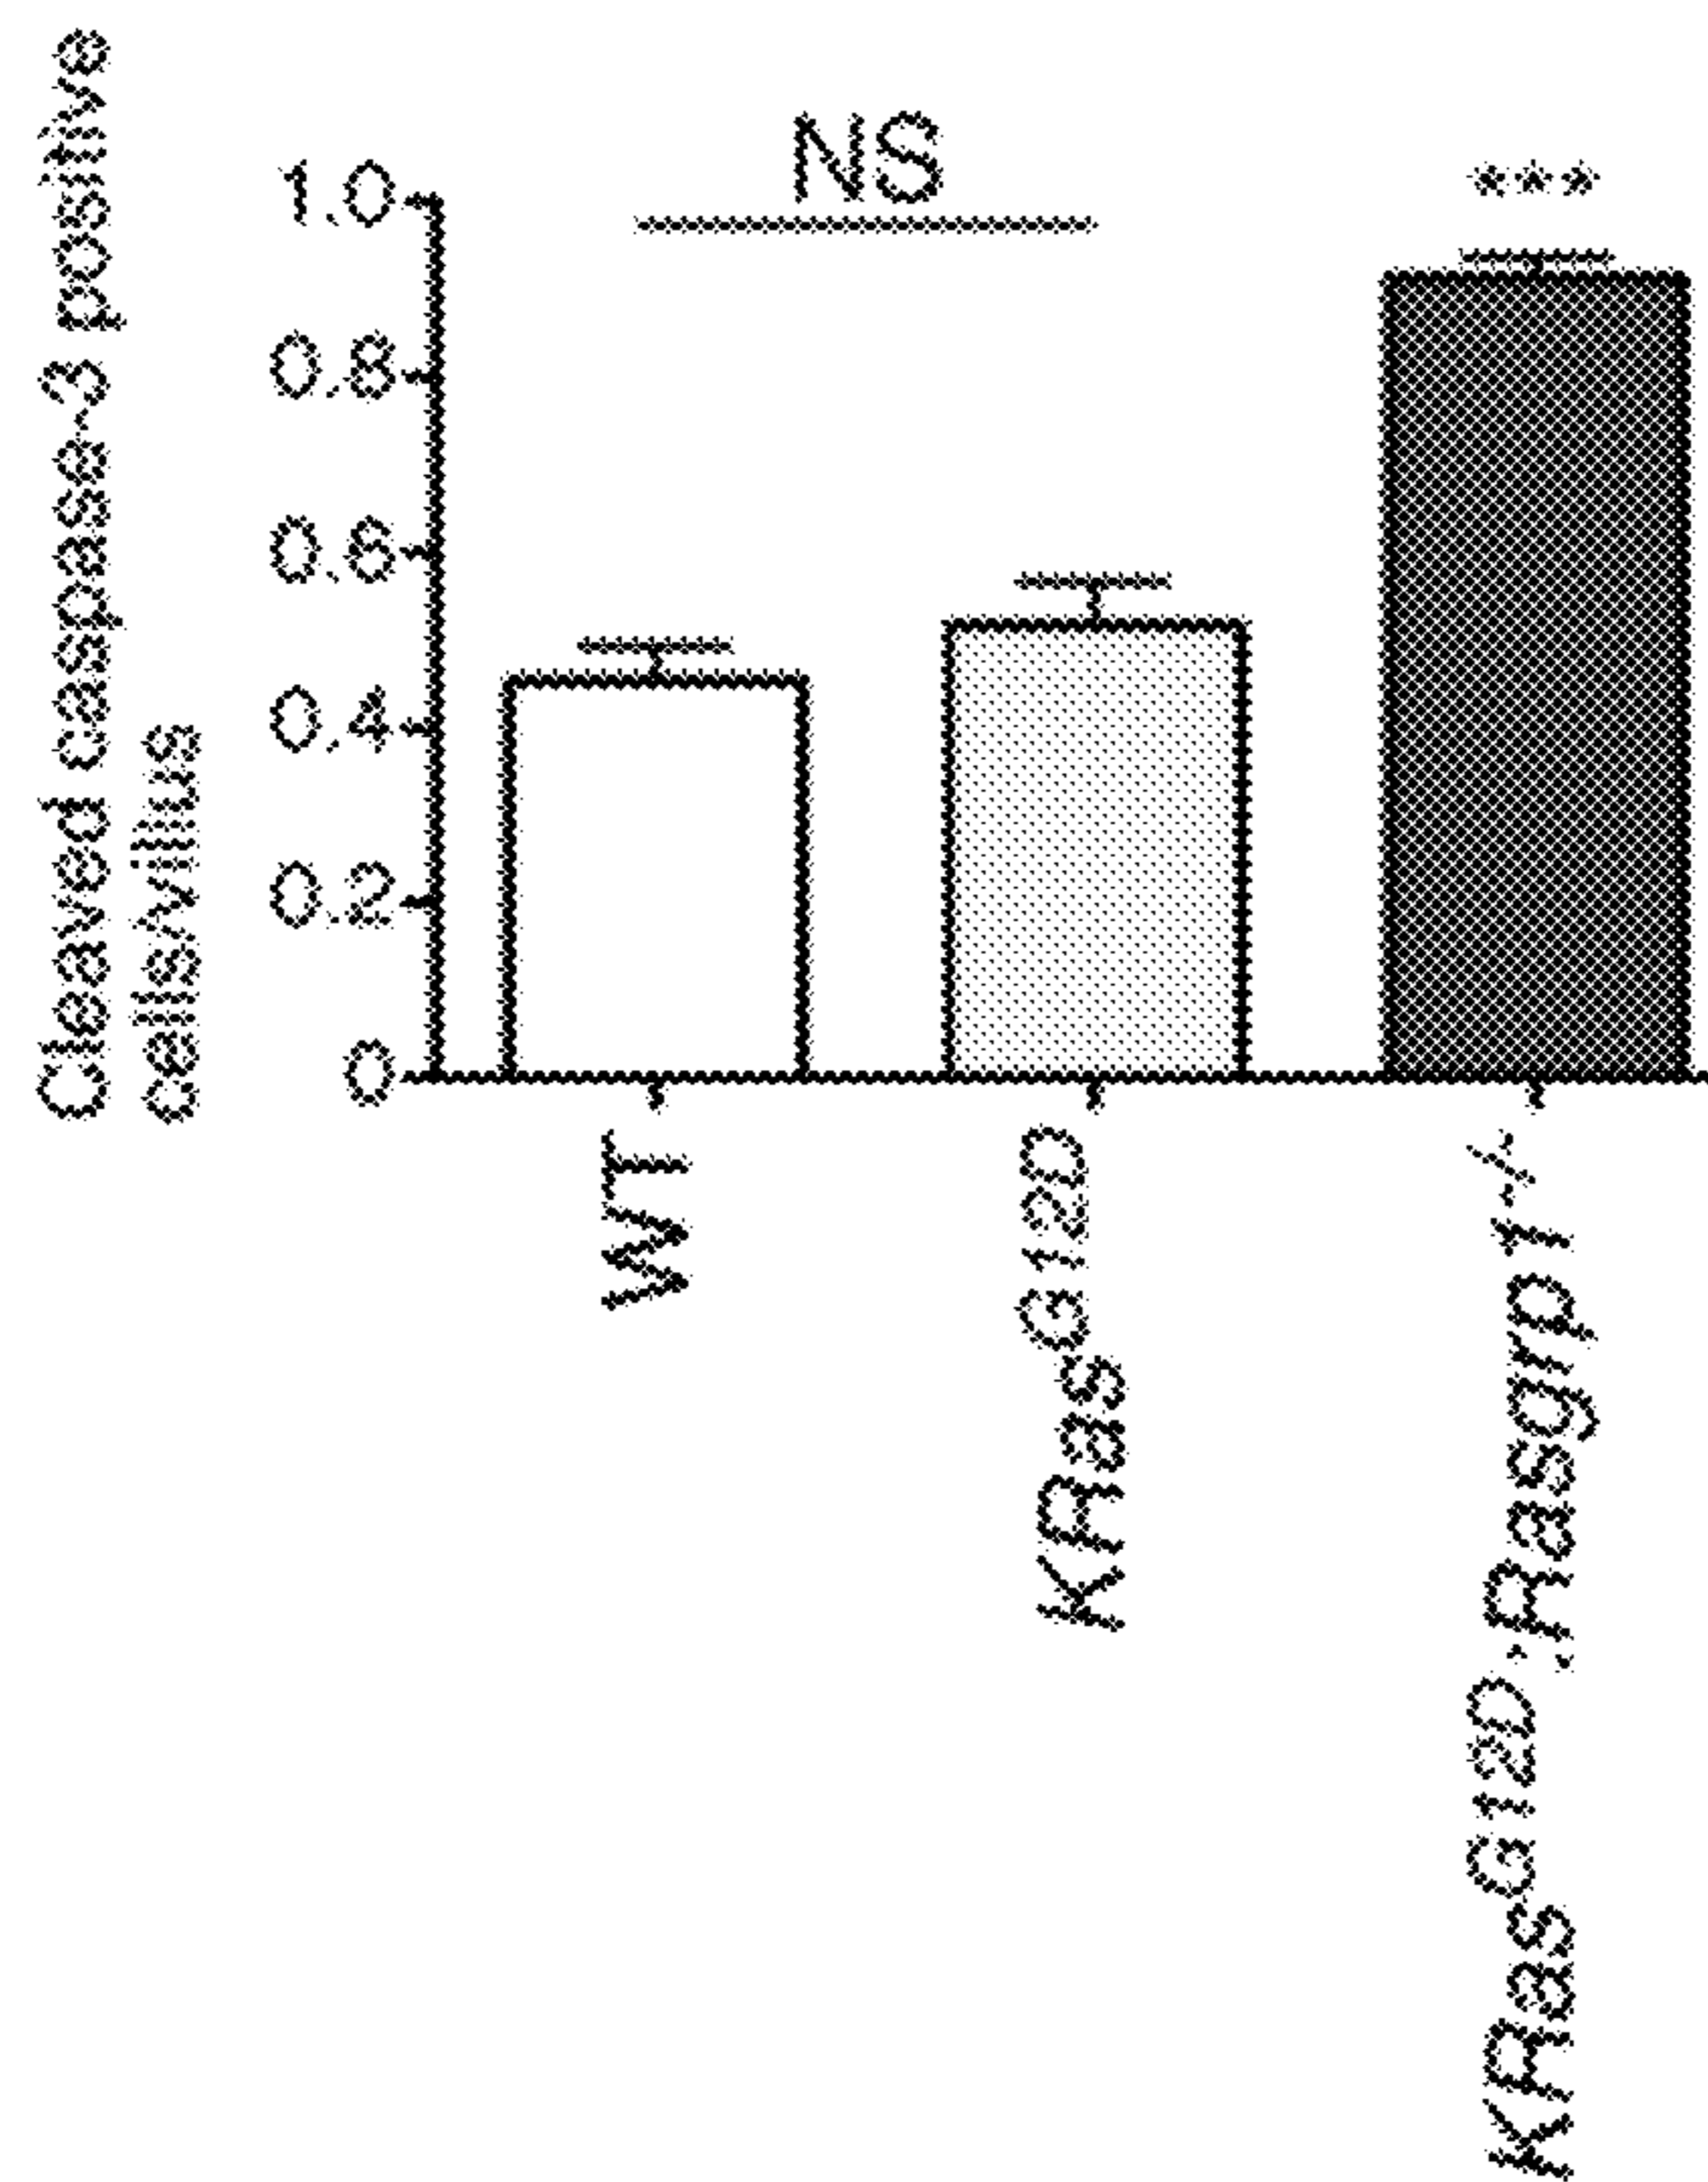 Cleaved caspase-3 positive
cells/villus
NS
***
1.0
0.8
0.6
0.4
0.2
0
WT
KRasG12D
KRasG12D;Rasgrp1-/-